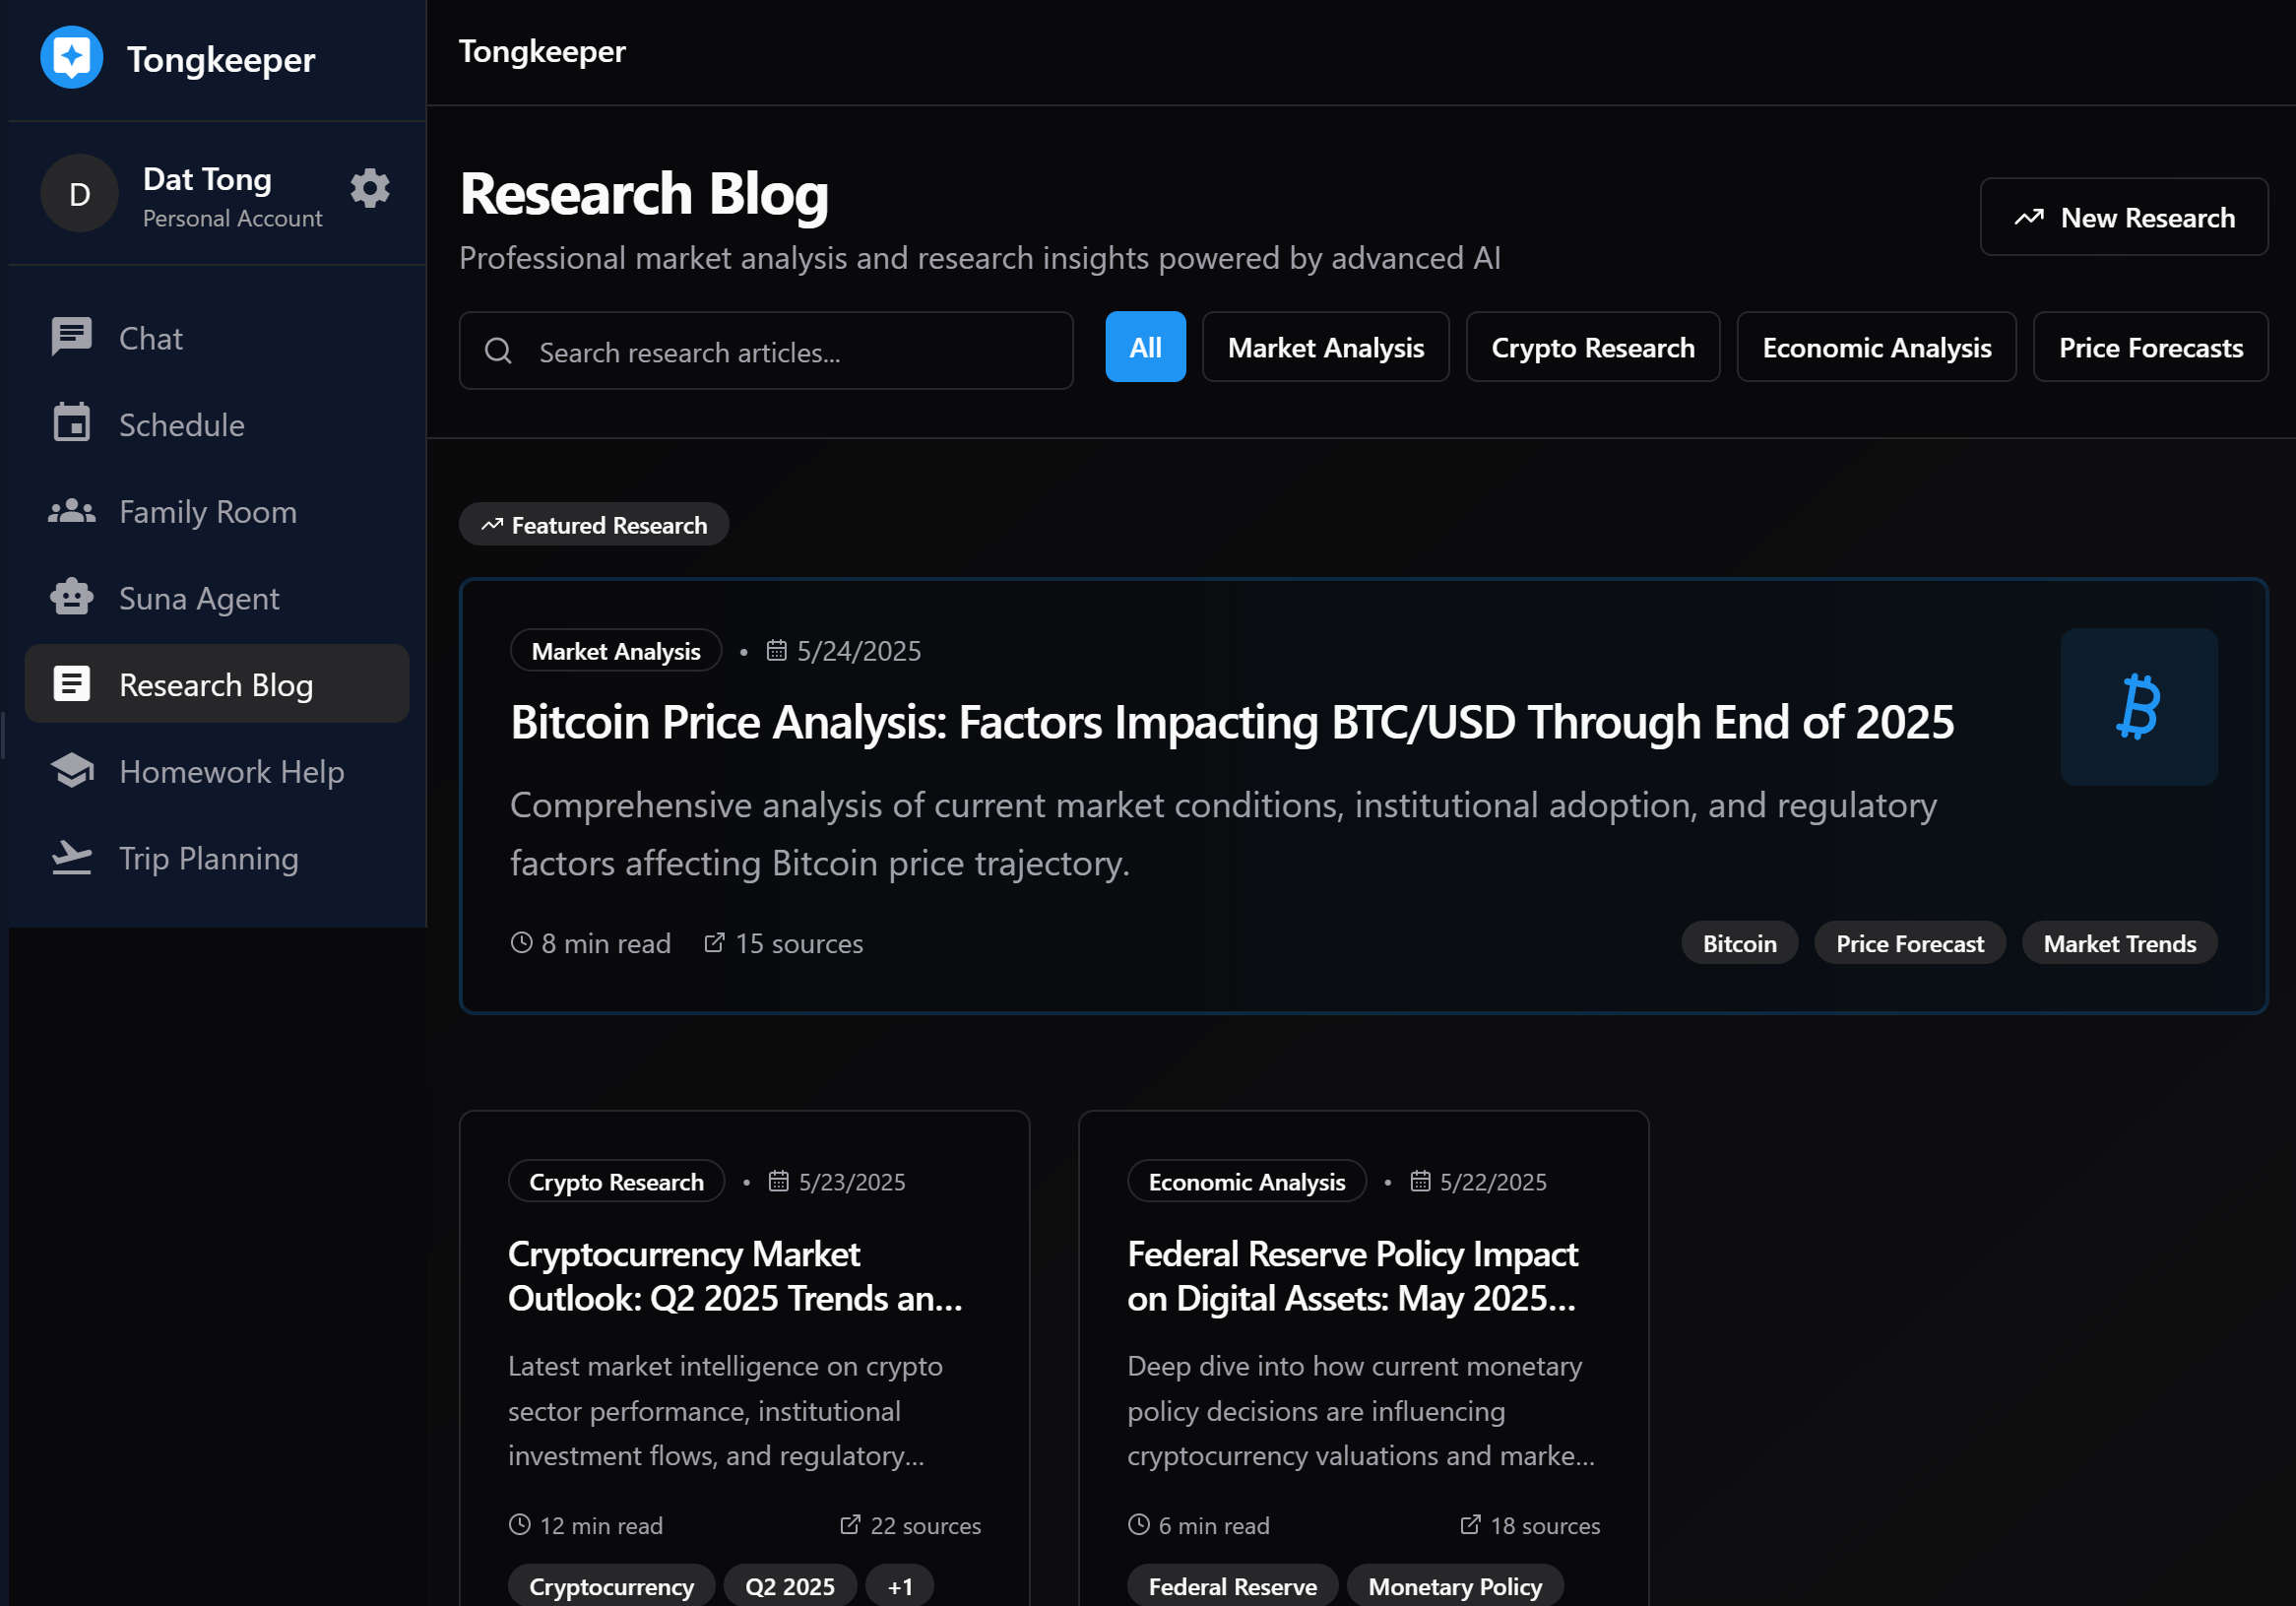 Tongkeeper
D
Dat Tong
Personal Account
Chat
Schedule
Family Room
Suna Agent
Research Blog
Homework Help
Trip Planning
Tongkeeper
Research Blog
Professional market analysis and research insights powered by advanced AI
New Research
Search research articles...
All
Market Analysis
Crypto Research
Economic Analysis
Price Forecasts
Featured Research
Market Analysis • 5/24/2025
Bitcoin Price Analysis: Factors Impacting BTC/USD Through End of 2025
Comprehensive analysis of current market conditions, institutional adoption, and regulatory
factors affecting Bitcoin price trajectory.
8 min read 15 sources
Bitcoin Price Forecast Market Trends
Crypto Research • 5/23/2025
Cryptocurrency Market
Outlook: Q2 2025 Trends an...
Latest market intelligence on crypto
sector performance, institutional
investment flows, and regulatory...
12 min read 22 sources
Cryptocurrency Q2 2025 +1
Economic Analysis • 5/22/2025
Federal Reserve Policy Impact
on Digital Assets: May 2025...
Deep dive into how current monetary
policy decisions are influencing
cryptocurrency valuations and marke...
6 min read 18 sources
Federal Reserve Monetary Policy